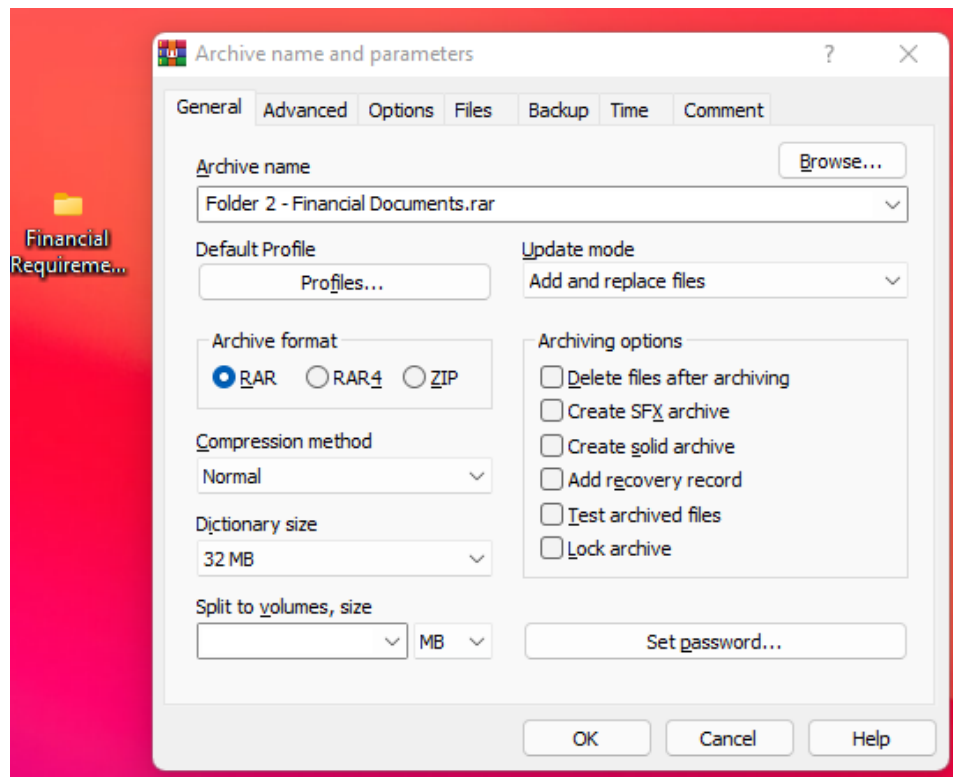 Archive name and parameters
?
General Advanced Options Files Backup Time Comment
Browse...
Archive name
Folder 2 - Financial Documents.rar
Financial
Requireme...
Default Profile
Update mode
Profiles...
Add and replace files
Archive format
Archiving options
RAR RAR4 ZIP
Delete files after archiving
Create SFX archive
Compression method
Create solid archive
Normal
Add recovery record
Dictionary size
Test archived files
32 MB
Lock archive
Split to volumes, size
MB
Set password...
OK Cancel Help